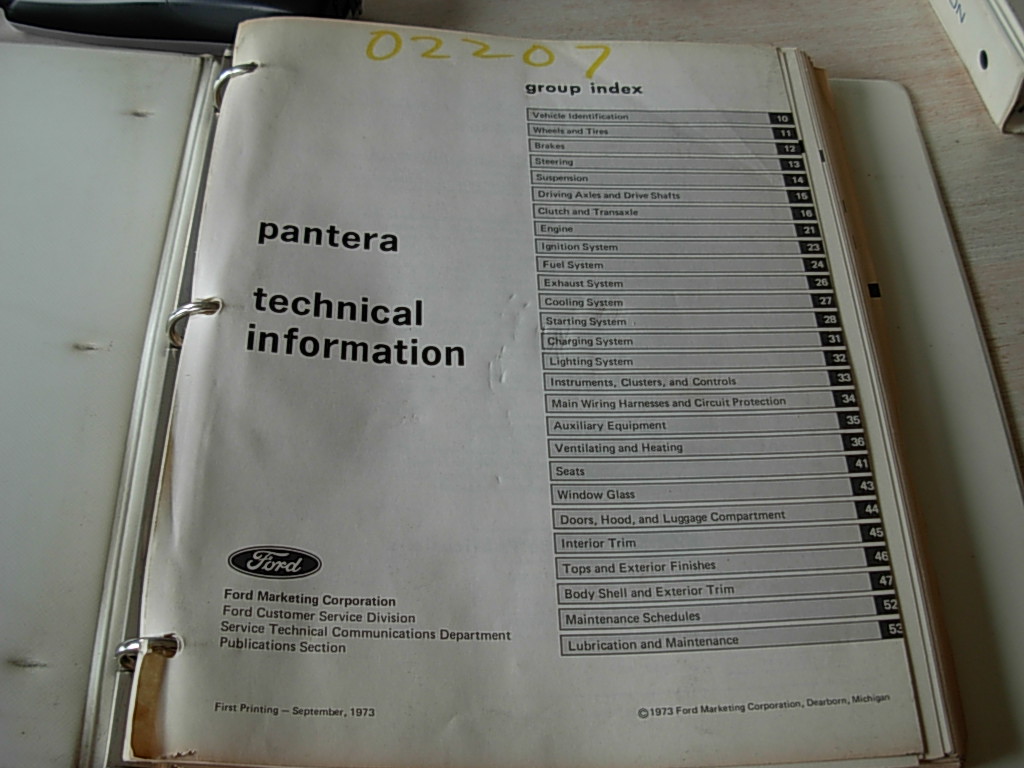 02207
group index
Vehicle Identification 10
Wheels and Tires 11
Brakes 12
Steering 13
Suspension 14
Driving Axles and Drive Shafts 15
Clutch and Transaxle 16
Engine 21
Ignition System 23
Fuel System 24
Exhaust System 26
Cooling System 27
Starting System 28
Charging System 31
Lighting System 32
Instruments, Clusters, and Controls 33
Main Wiring Harnesses and Circuit Protection 34
Auxiliary Equipment 35
Ventilating and Heating 36
Seats 41
Window Glass 43
Doors, Hood, and Luggage Compartment 44
Interior Trim 45
Tops and Exterior Finishes 46
Body Shell and Exterior Trim 47
Maintenance Schedules 52
Lubrication and Maintenance 53
pantera
technical
information
Ford
Ford Marketing Corporation
Ford Customer Service Division
Service Technical Communications Department
Publications Section
First Printing — September, 1973
©1973 Ford Marketing Corporation, Dearborn, Michigan
ON